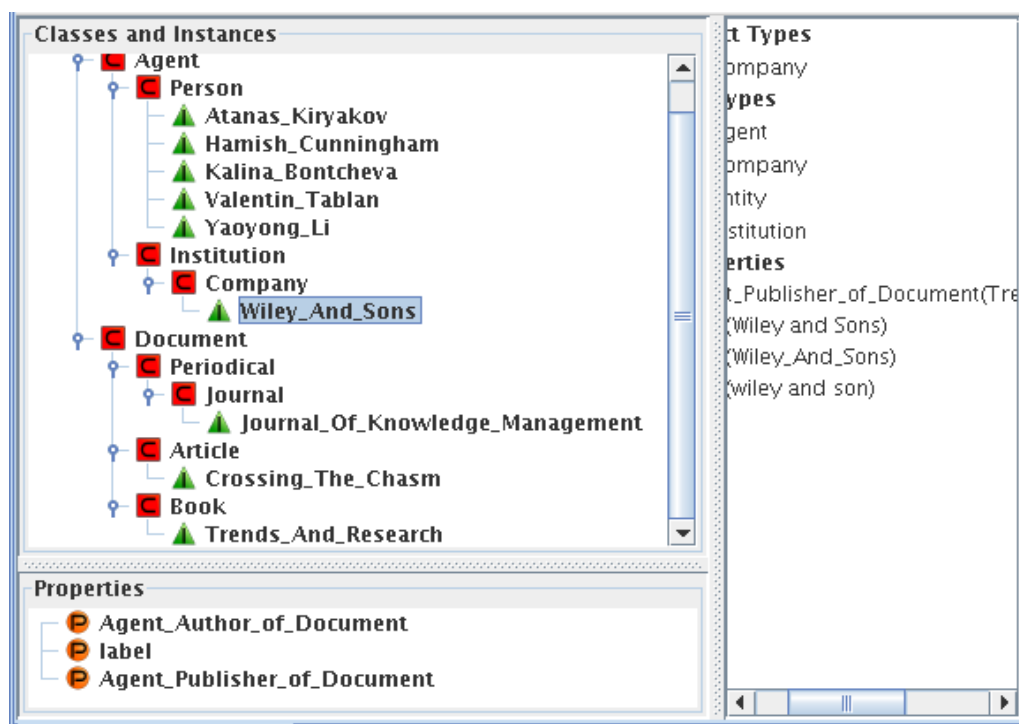 Classes and Instances
Agent
Person
Atanas_Kiryakov
Hamish_Cunningham
Kalina_Bontcheva
Valentin_Tablan
Yaoyong_Li
Institution
Company
Wiley_And_Sons
Document
Periodical
Journal
Journal_Of_Knowledge_Management
Article
Crossing_The_Chasm
Book
Trends_And_Research
Properties
Agent_Author_of_Document
label
Agent_Publisher_of_Document
ct Types
ompany
ypes
gent
ompany
ntity
stitution
erties
t_Publisher_of_Document(Tre
(Wiley and Sons)
(Wiley_And_Sons)
(wiley and son)